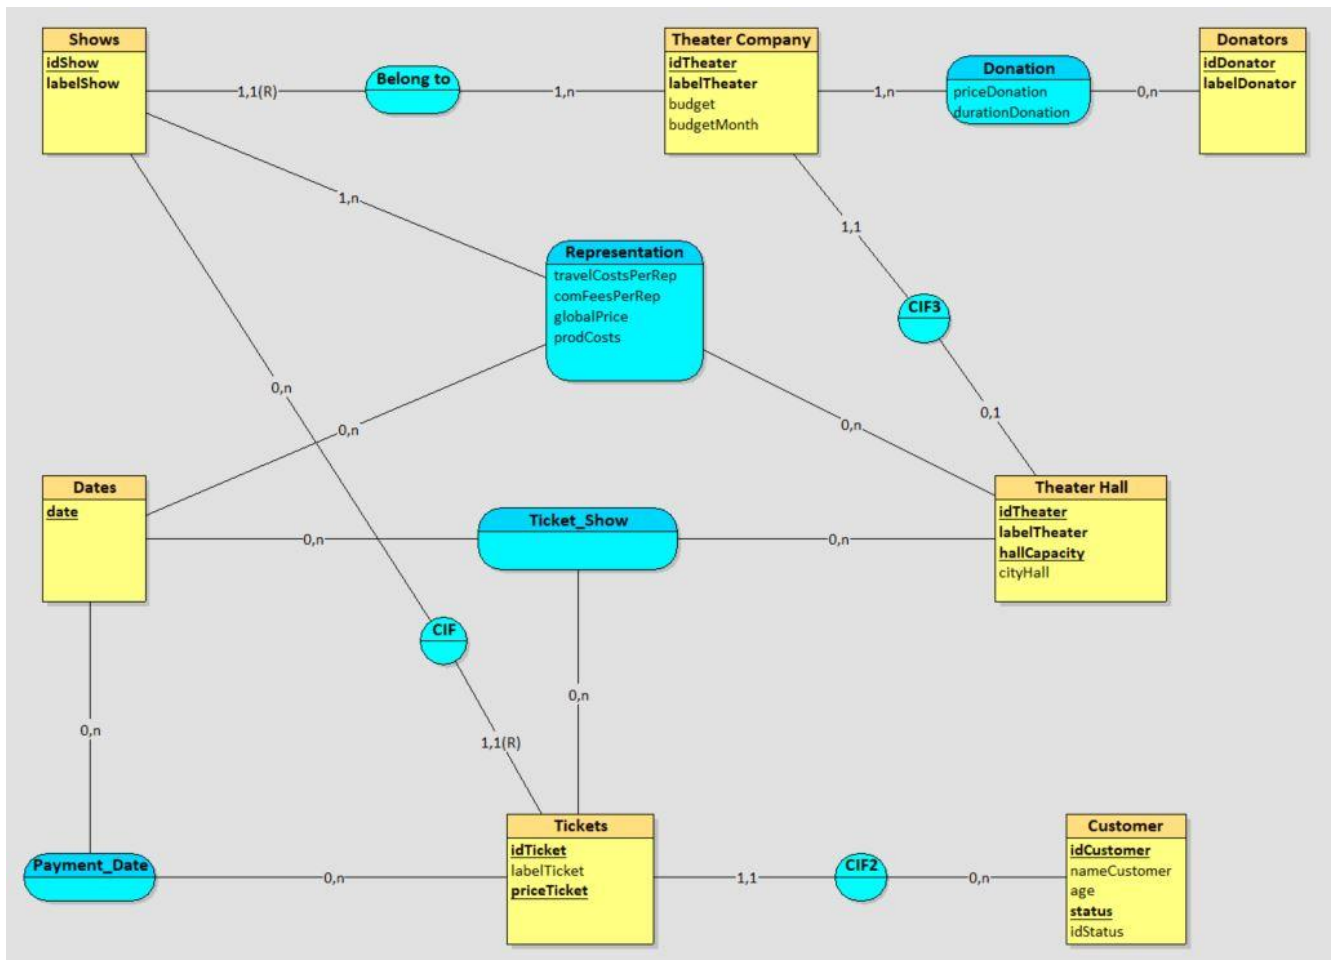 Shows
idShow
labelShow
1,1(R)
Belong to
1,n
Theater Company
idTheater
labelTheater
budget
budgetMonth
1,n
Donation
priceDonation
durationDonation
0,n
Donators
idDonator
labelDonator
1,n
1,1
Representation
travelCostsPerRep
comFeesPerRep
globalPrice
prodCosts
CIF3
0,n
0,n
0,n
0,1
Dates
date
0,n
Ticket_Show
0,n
Theater Hall
idTheater
labelTheater
hallCapacity
cityHall
CIF
0,n
0,n
1,1(R)
Payment_Date
0,n
Tickets
idTicket
labelTicket
priceTicket
1,1
CIF2
0,n
Customer
idCustomer
nameCustomer
age
status
idStatus